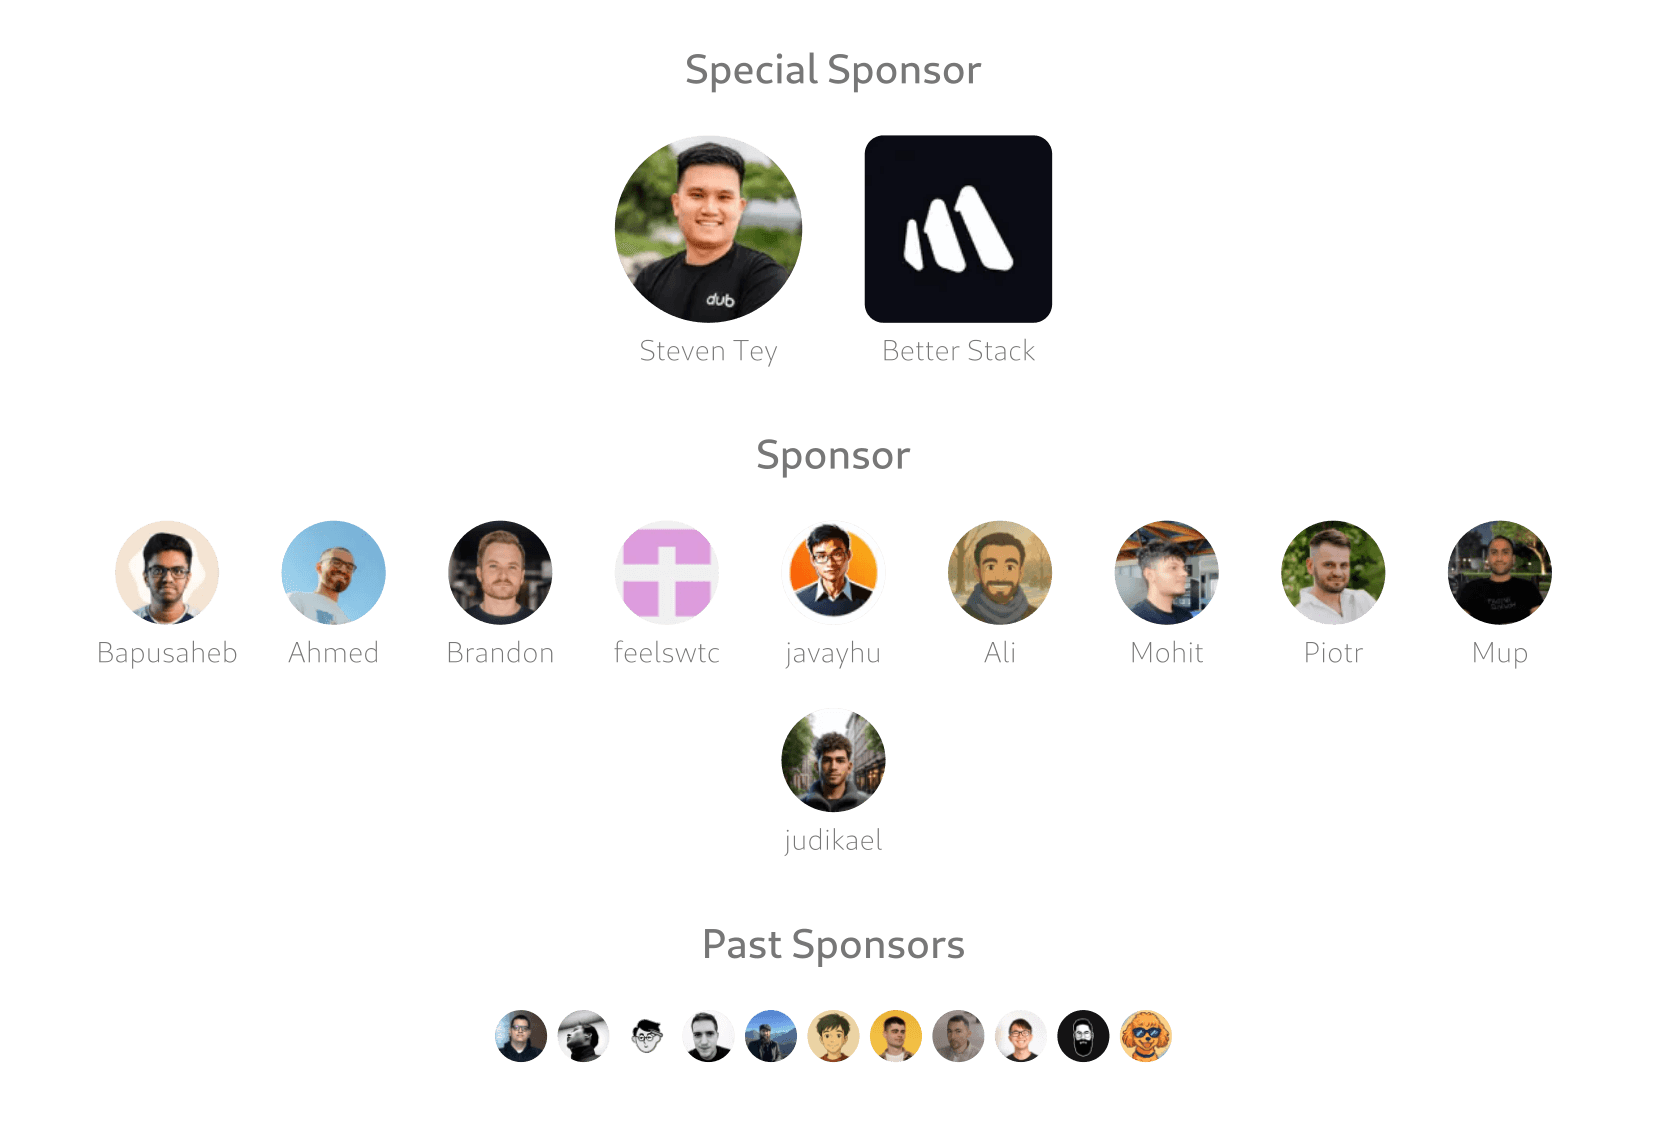 Special Sponsor
dub
Steven Tey
Better Stack
Sponsor
Bapusaheb
Ahmed
Brandon
feelswtc
javayhu
Ali
Mohit
Piotr
Mup
judikael
Past Sponsors